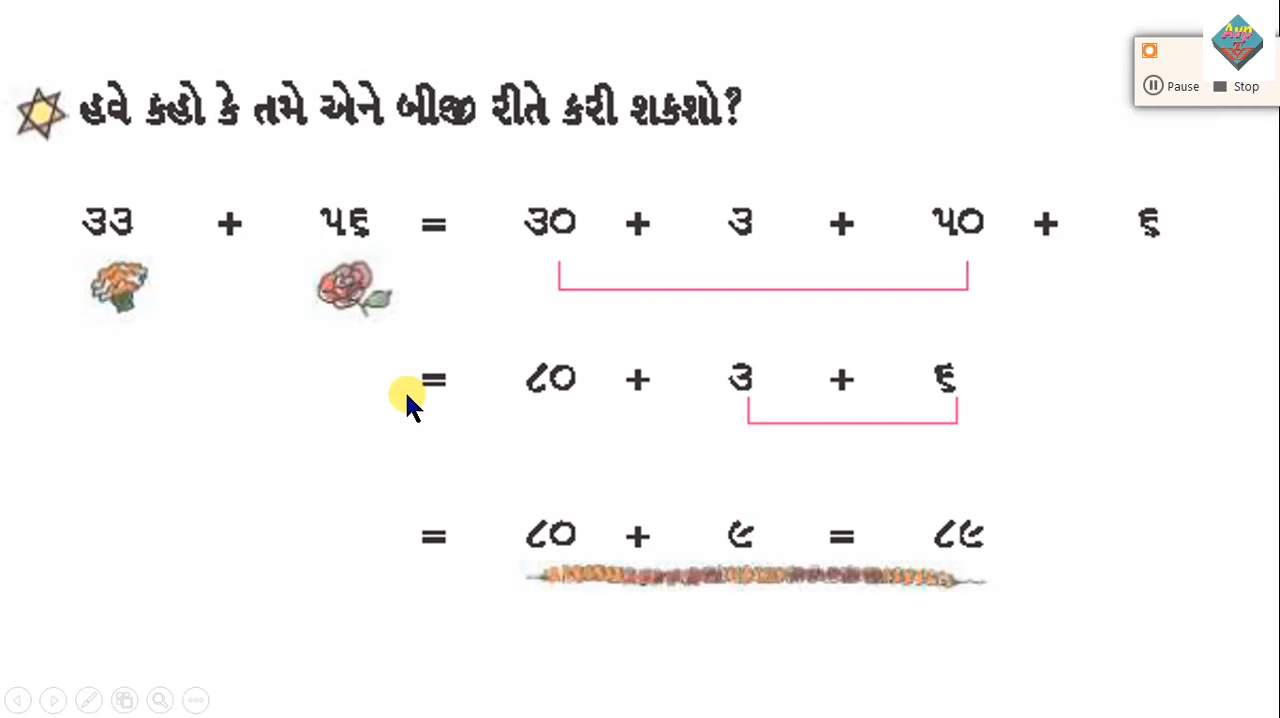 Avp
Pause Stop
હવે કહો કે તમે એને બીજી રીતે કરી શકશો?
૩૩ + ૫૬ = ૩૦ + ૩ + ૫૦ + ૬
= ૮૦ + ૩ + ૬
= ૮૦ + ૯ = ૮૯